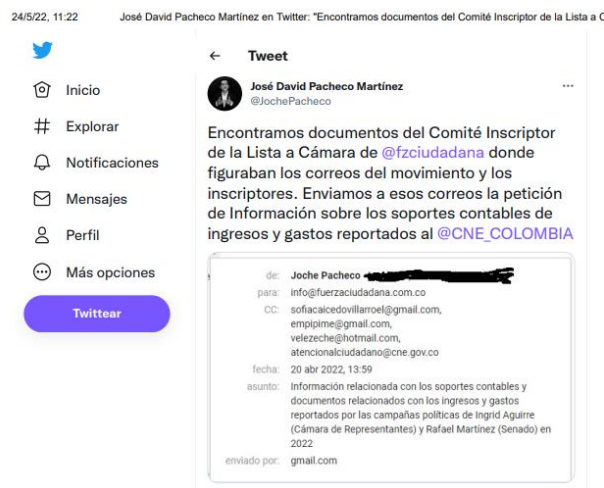 24/5/22, 11:22 José David Pacheco Martínez en Twitter: "Encontramos documentos del Comité Inscriptor de la Lista a C
Tweet
Inicio
Explorar
Notificaciones
Mensajes
Perfil
Más opciones
Twittear
José David Pacheco Martínez
@JochePacheco
Encontramos documentos del Comité Inscriptor
de la Lista a Cámara de @fzciudadana donde
figuraban los correos del movimiento y los
inscriptores. Enviamos a esos correos la petición
de Información sobre los soportes contables de
ingresos y gastos reportados al @CNE_COLOMBIA
de: Joche Pacheco
para: info@fuerzaciudadana.com.co
CC: sofiacaicedovillarroel@gmail.com,
empipime@gmail.com,
velezeche@hotmail.com,
atencionalciudadano@cne.gov.co
fecha: 20 abr 2022, 13:59
asunto: Información relacionada con los soportes contables y
documentos relacionados con los ingresos y gastos
reportados por las campañas políticas de Ingrid Aguirre
(Cámara de Representantes) y Rafael Martínez (Senado) en
2022
enviado por: gmail.com